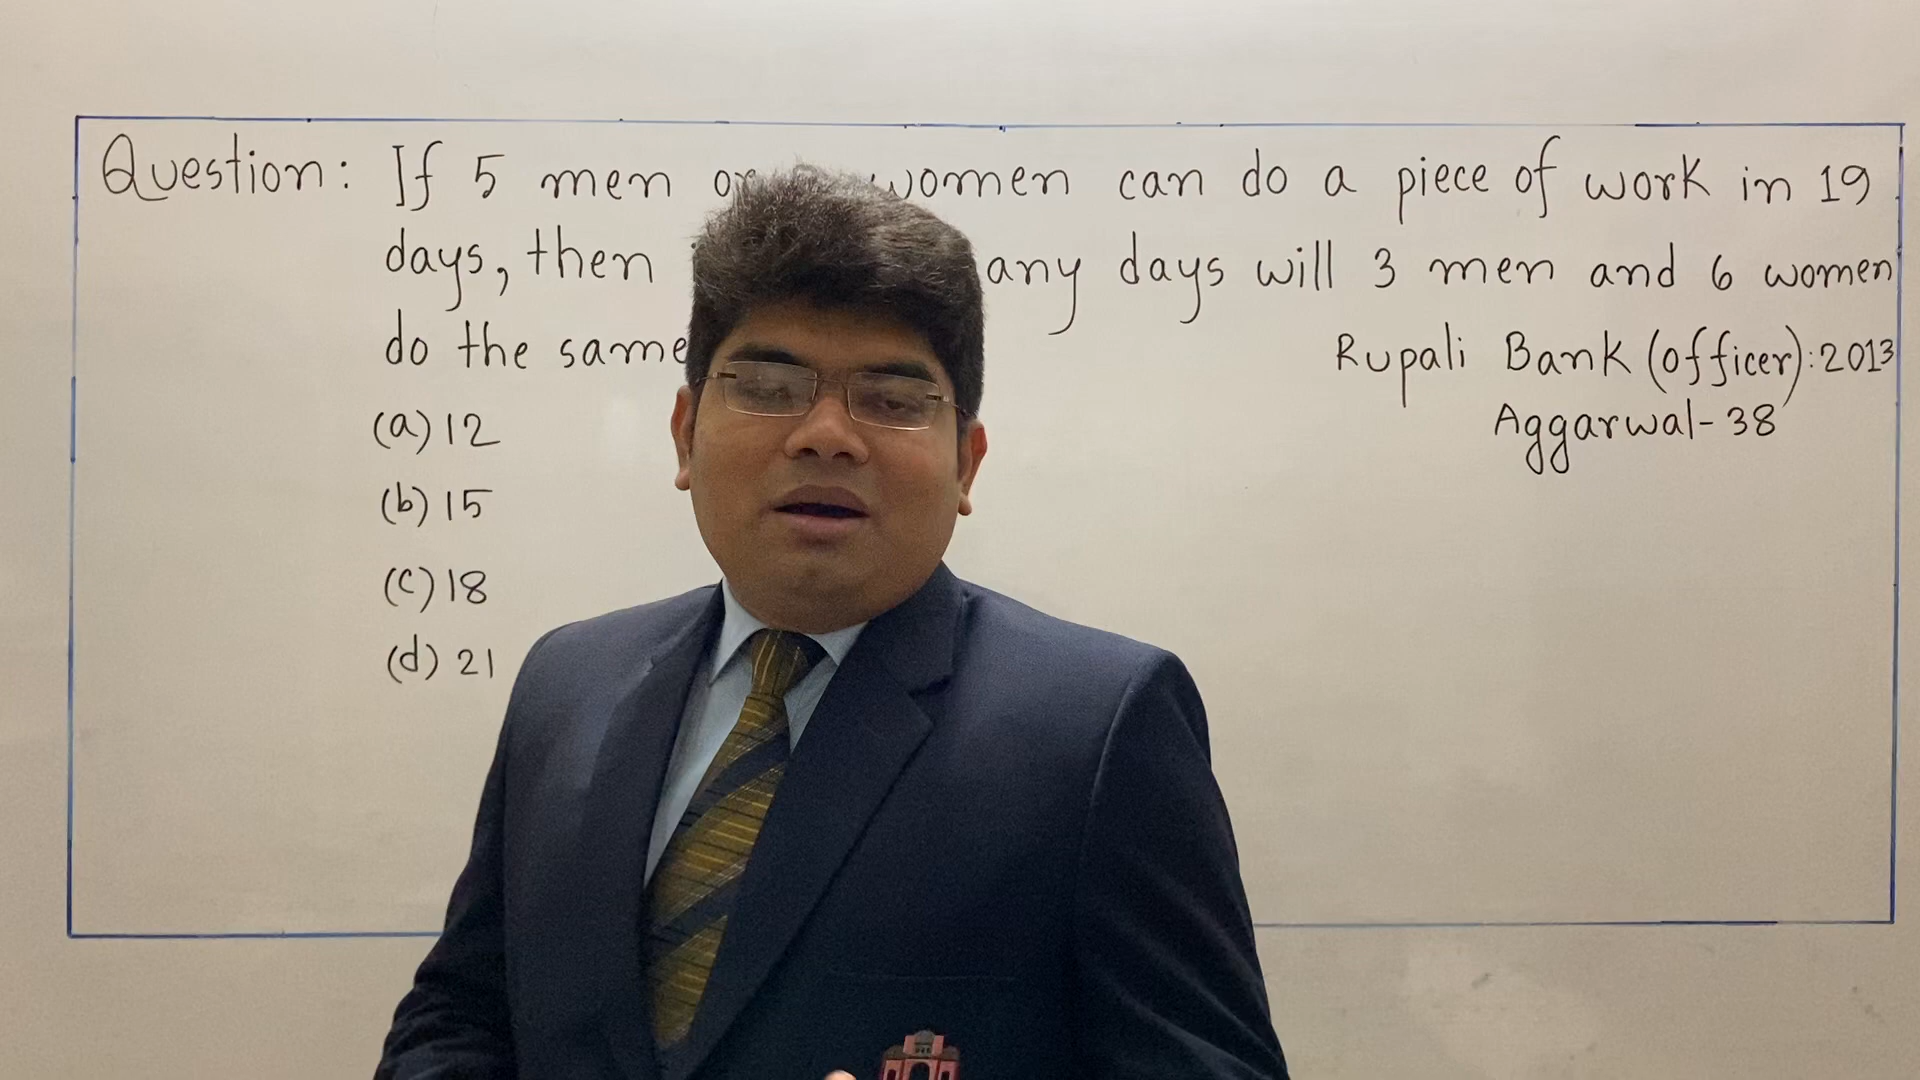 Question: If 5 men or women can do a piece of work in 19
days, then any days will 3 men and 6 women
do the same
Rupali Bank (officer):2013
Aggarwal-38
(a) 12
(b) 15
(c) 18
(d) 21